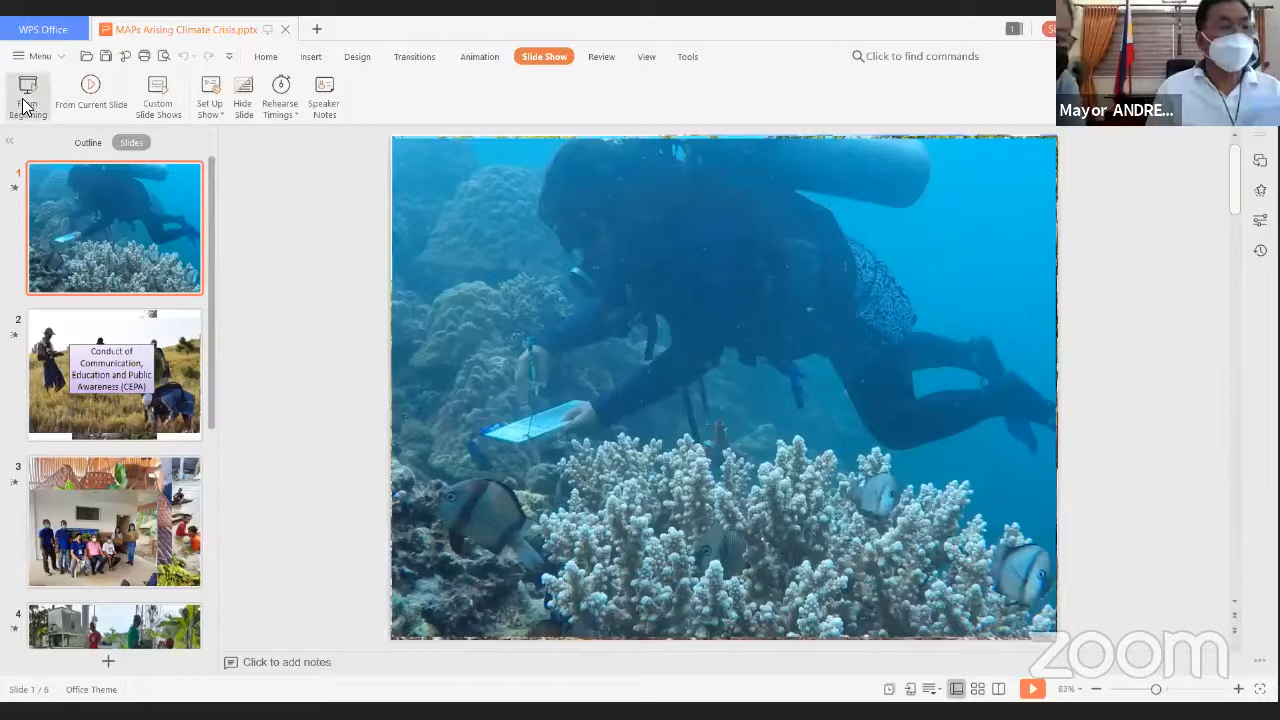 WPS Office
MAPs Arising Climate Crisis.pptx
1
Menu
Home
Insert
Design
Transitions
Animation
Slide Show
Review
View
Tools
Click to find commands
Beginning
From Current Slide
Custom
Slide Shows
Set Up
Show
Hide
Slide
Rehearse
Timings
Speaker
Notes
Mayor ANDRE...
Outline
Slides
1
2
Conduct of
Communication,
Education and Public
Awareness (CEPA)
3
4
Click to add notes
zoom
Slide 1 / 6
Office Theme
63%